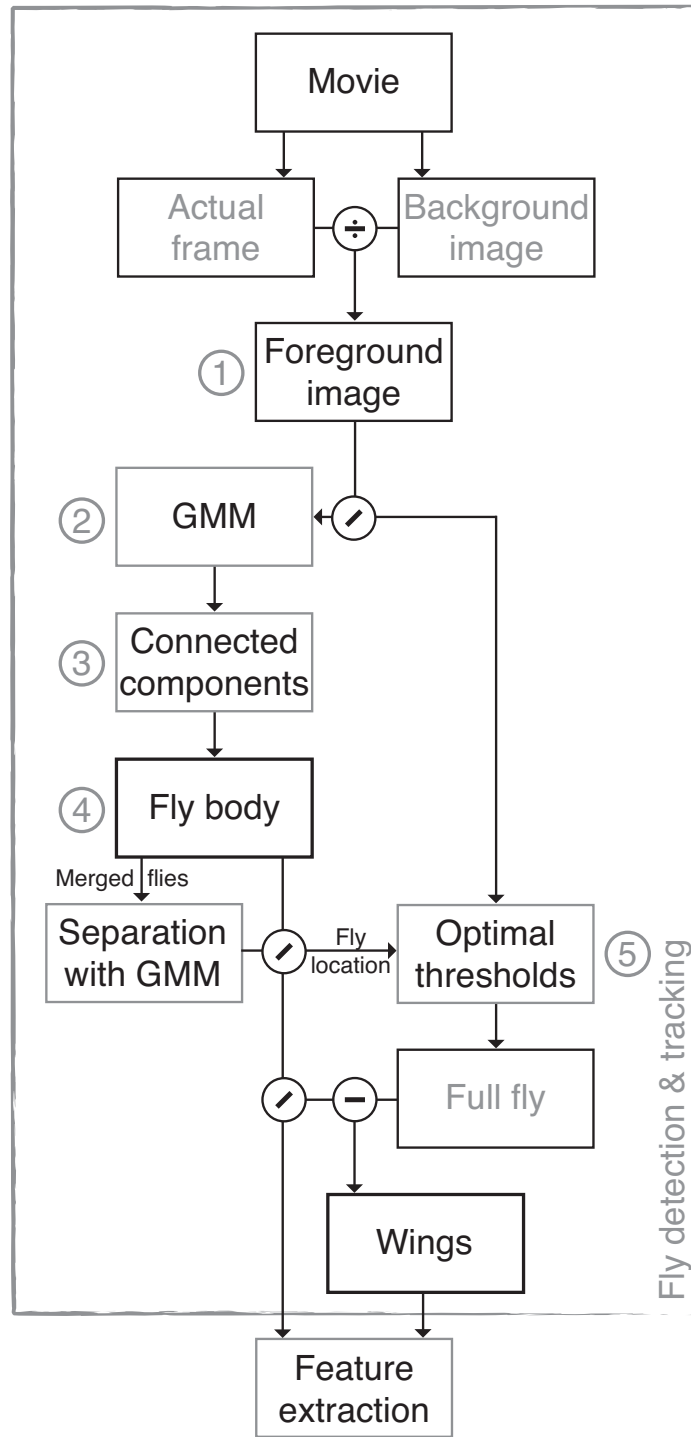 Movie
Actual
frame
÷
Background
image
1
Foreground
image
2
GMM
3
Connected
components
4
Fly body
Merged flies
Separation
with GMM
Fly
location
Optimal
thresholds
5
Full fly
−
Wings
Feature
extraction
Fly detection & tracking